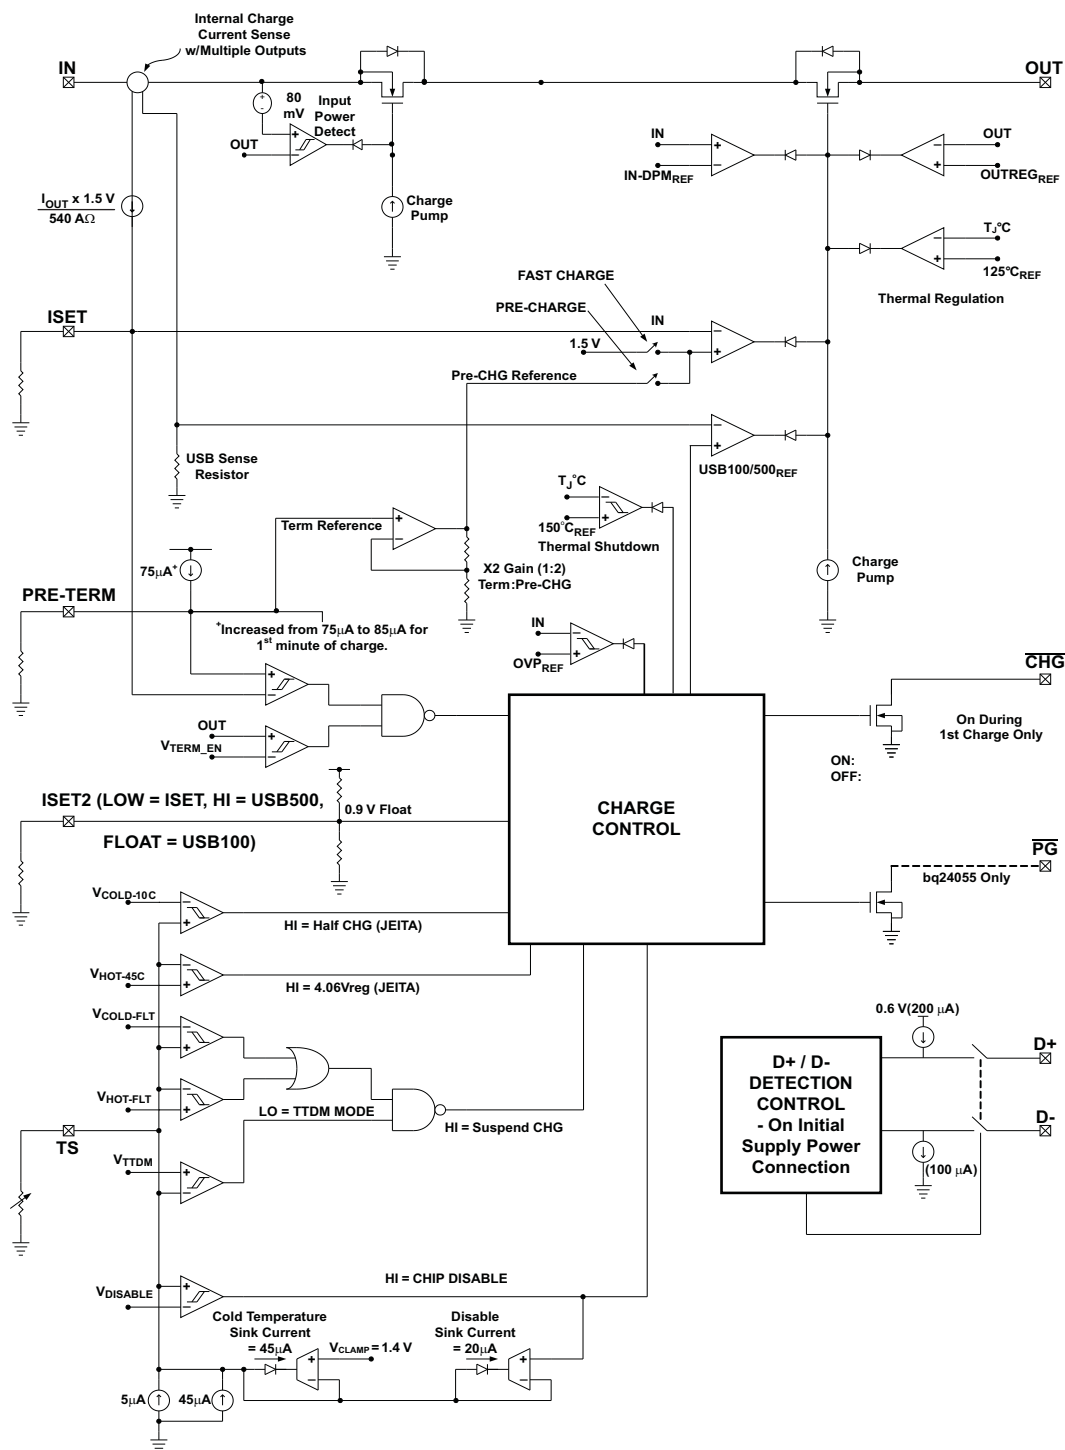 Internal Charge
Current Sense
w/Multiple Outputs
IN
OUT
+
-
80
mV
Input
Power
Detect
+
−
OUT
Charge
Pump
IOUT x 1.5 V
540 AΩ
IN
IN-DPMREF
+
−
OUT
OUTREGREF
−
+
TJ°C
125°CREF
−
+
Thermal Regulation
FAST CHARGE
PRE-CHARGE
ISET
IN
1.5 V
−
+
Pre-CHG Reference
USB Sense
Resistor
−
+
USB100/500REF
TJ°C
150°CREF
−
+
Thermal Shutdown
Term Reference
+
−
X2 Gain (1:2)
Term:Pre-CHG
Charge
Pump
75µA+
PRE-TERM
+Increased from 75µA to 85µA for
1st minute of charge.
IN
OVPREF
−
+
+
−
OUT
VTERM_EN
+
−
CHG
On During
1st Charge Only
ON:
OFF:
ISET2 (LOW = ISET, HI = USB500,
FLOAT = USB100)
0.9 V Float
CHARGE
CONTROL
PG
bq24055 Only
VCOLD-10C
−
+
HI = Half CHG (JEITA)
VHOT-45C
−
+
HI = 4.06Vreg (JEITA)
VCOLD-FLT
−
+
VHOT-FLT
−
+
LO = TTDM MODE
HI = Suspend CHG
TS
VTTDM
+
−
0.6 V(200 µA)
D+
D-
D+ / D-
DETECTION
CONTROL
- On Initial
Supply Power
Connection
(100 µA)
HI = CHIP DISABLE
VDISABLE
+
−
Cold Temperature
Sink Current
= 45µA
VCLAMP = 1.4 V
+
−
Disable
Sink Current
= 20µA
+
−
5µA
45µA